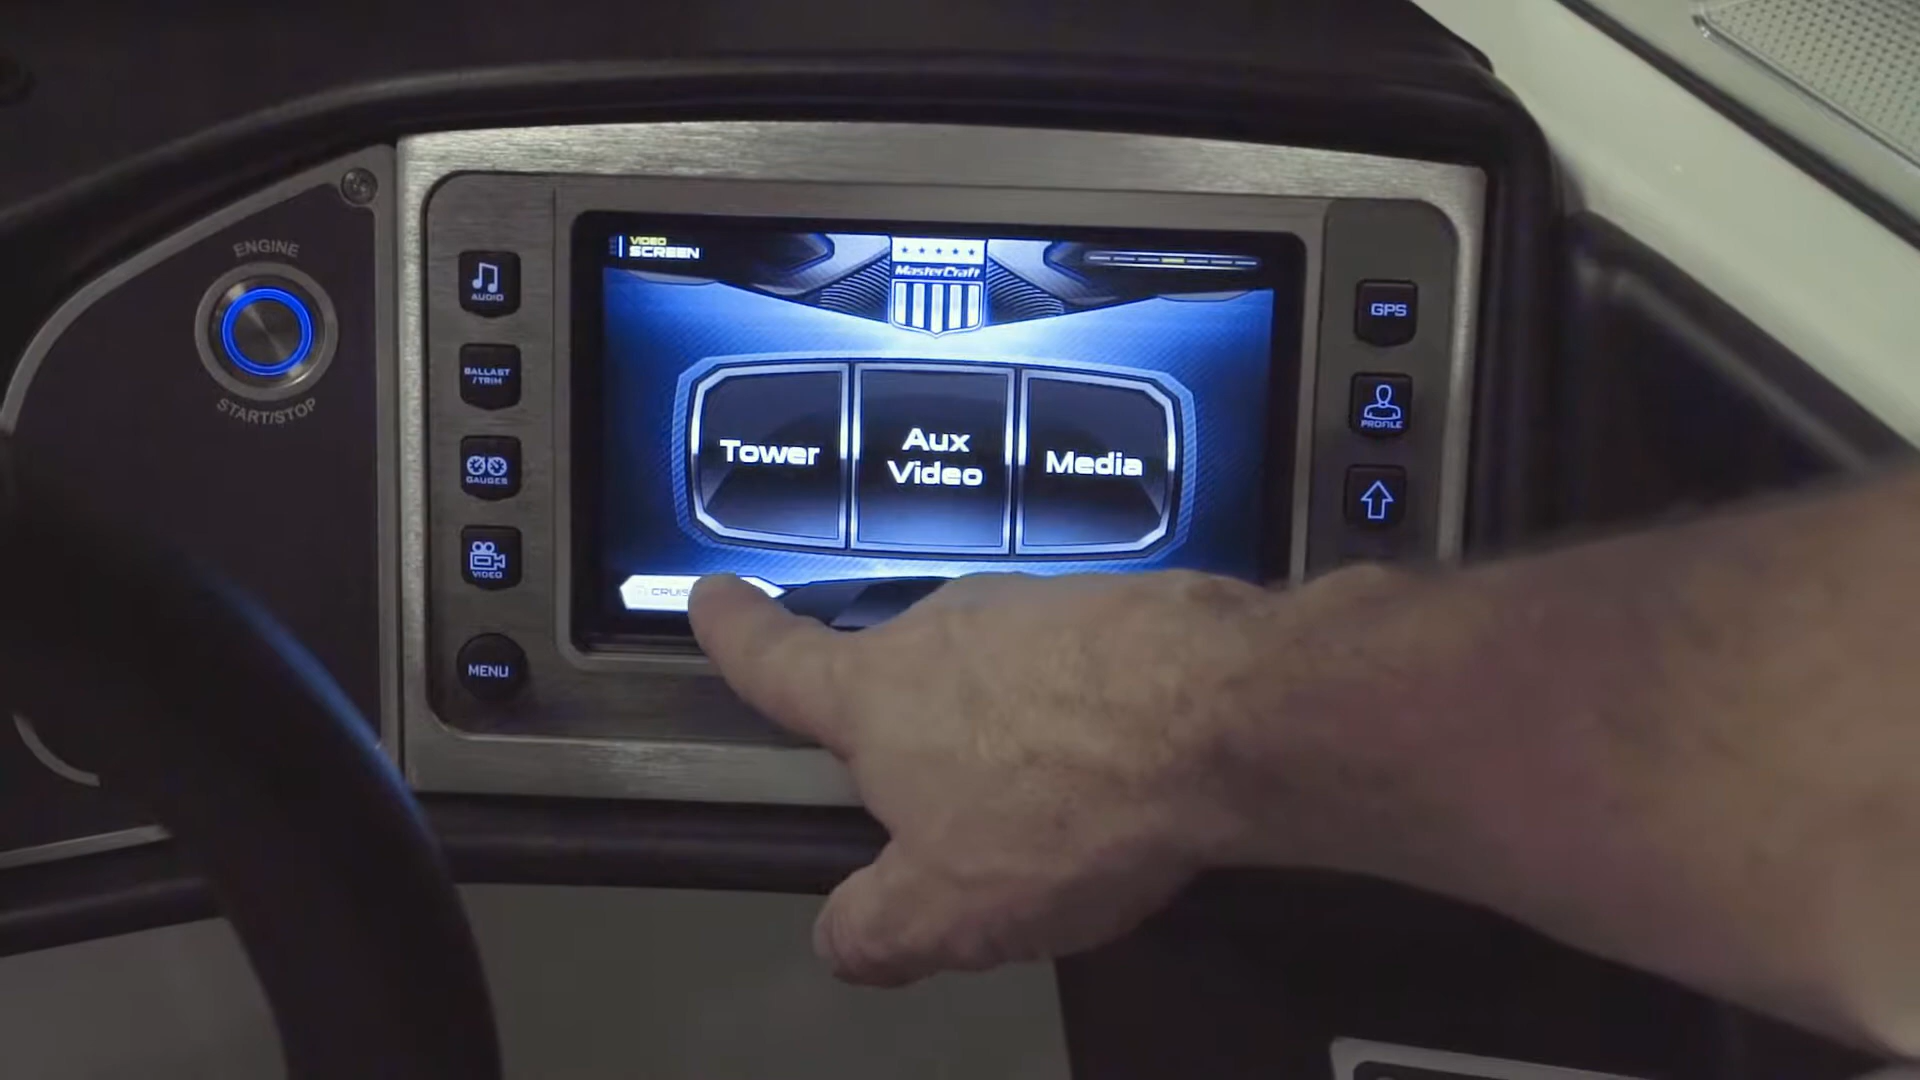 ENGINE
START/STOP
AUDIO
BALLAST
/TRIM
GAUGES
VIDEO
MENU
VIDEO
SCREEN
MasterCraft
Tower
Aux
Video
Media
GPS
PROFILE